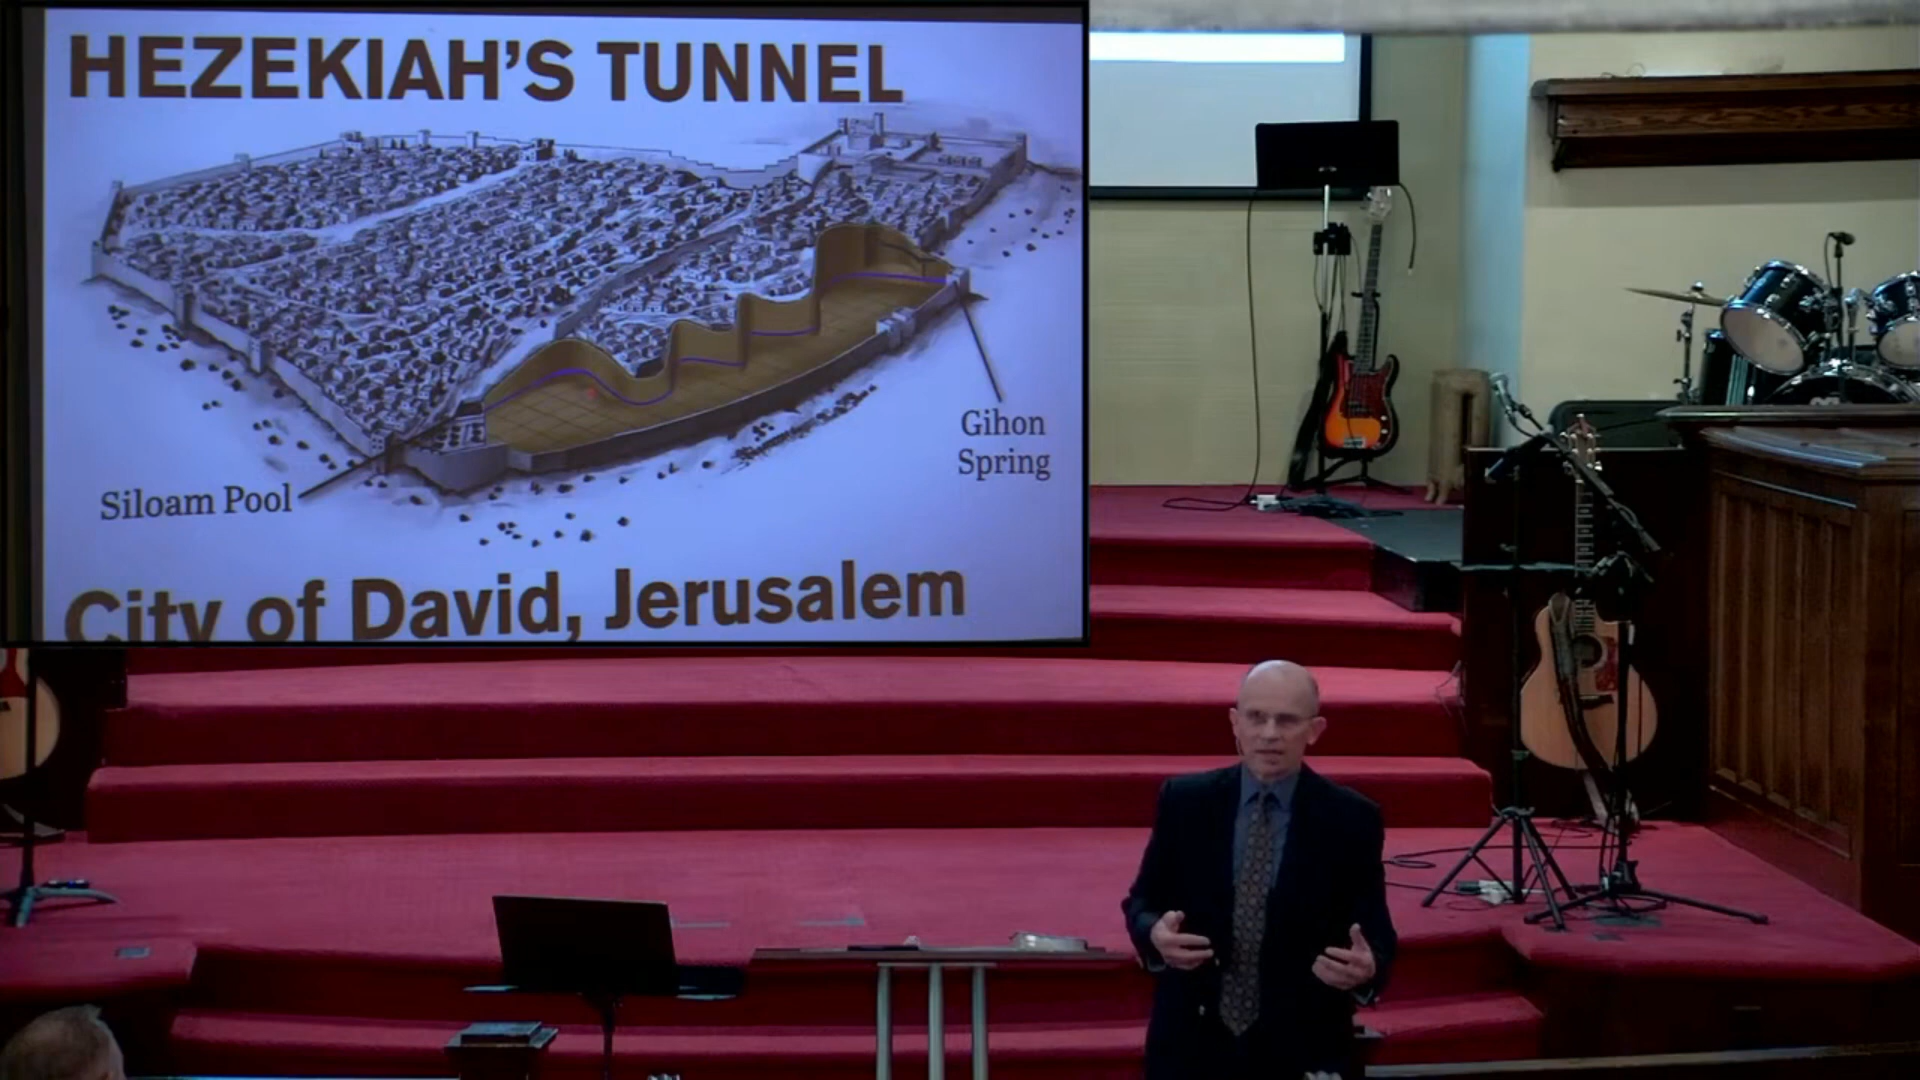 HEZEKIAH'S TUNNEL
Gihon
Spring
Siloam Pool
City of David, Jerusalem